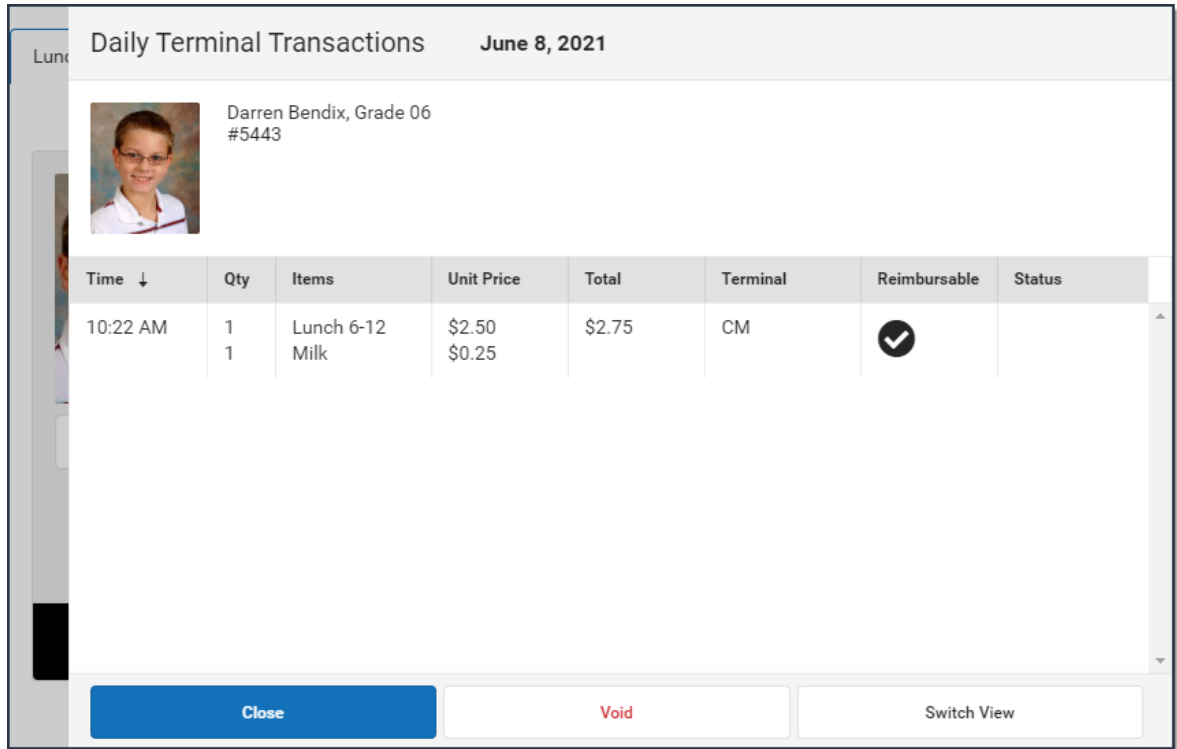 Daily Terminal Transactions June 8, 2021
Darren Bendix, Grade 06
#5443
Time ↓ Qty Items Unit Price Total Terminal Reimbursable Status
10:22 AM 1 Lunch 6-12 $2.50 $2.75 CM
1 Milk $0.25
Close Void Switch View